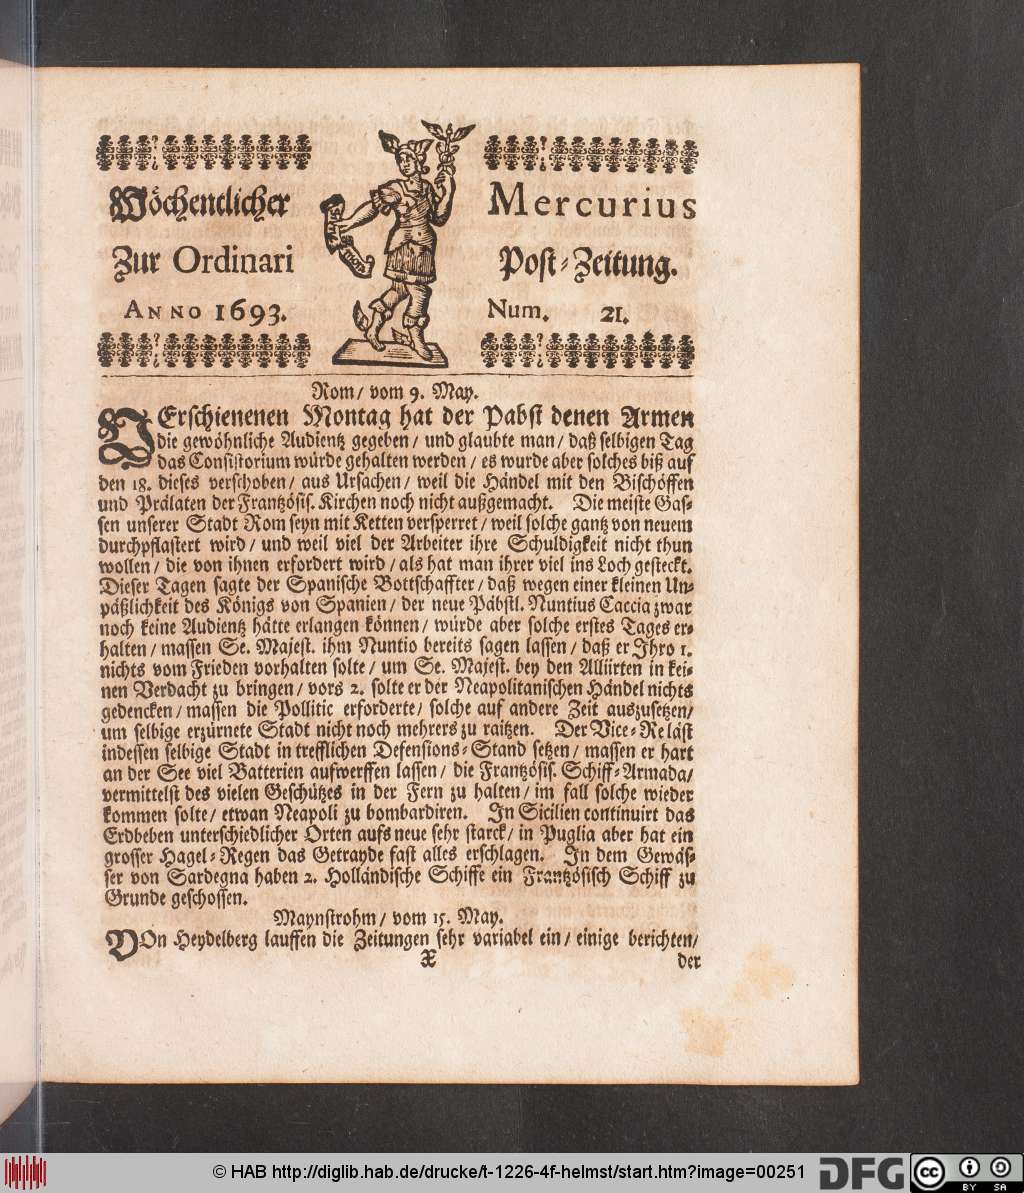 Wöchentlicher Mercurius
Zur Ordinari Post-Zeitung.
ANNO 1693. Num. 21.
Rom/ vom 9. May.
VErschienenen Montag hat der Pabst denen Armen
die gewöhnliche Audientz gegeben/ und glaubte man/ daß selbigen Tag
das Consistorium würde gehalten werden/ es wurde aber solches biß auf
den 18. dieses verschoben/ aus Ursachen/ weil die Händel mit den Bischöffen
und Prälaten der Frantzösis. Kirchen noch nicht außgemacht. Die meiste Gas-
sen unserer Stadt Rom seyn mit Ketten versperret/ weil solche gantz von neuem
durchpflastert wird/ und weil viel der Arbeiter ihre Schuldigkeit nicht thun
wollen/ die von ihnen erfordert wird/ als hat man ihrer viel ins Loch gesteckt.
Dieser Tagen sagte der Spanische Bottschaffter/ daß wegen einer kleinen Un-
päßlichkeit des Königs von Spanien/ der neue Päbstl. Nuntius Caccia zwar
noch keine Audientz hätte erlangen können/ würde aber solche erstes Tages er-
halten/ massen Se. Majest. ihm Nuntio bereits sagen lassen/ daß er Ihro 1.
nichts vom Frieden vorhalten solte/ um Se. Majest. bey den Alliirten in kei-
nen Verdacht zu bringen/ vors 2. solte er der Neapolitanischen Händel nichts
gedencken/ massen die Pollitic erforderte/ solche auf andere Zeit auszusetzen/
um selbige erzürnete Stadt nicht noch mehrers zu raitzen. Der Vice-Re läst
indessen selbige Stadt in trefflichen Defensions-Stand setzen/ massen er hart
an der See viel Batterien aufwerffen lassen/ die Frantzösis. Schiff-Armada/
vermittelst des vielen Geschützes in der Fern zu halten/ im fall solche wieder
kommen solte/ etwan Neapoli zu bombardiren. In Sicilien continuirt das
Erdbeben unterschiedlicher Orten aufs neue sehr starck/ in Puglia aber hat ein
grosser Hagel-Regen das Getrayde fast alles erschlagen. In dem Gewäs-
ser von Sardegna haben 2. Holländische Schiffe ein Frantzösisch Schiff zu
Grunde geschossen.
Maynstrohm/ vom 15. May.
VOn Heydelberg lauffen die Zeitungen sehr variabel ein/ einige berichten/
X der
© HAB http://diglib.hab.de/drucke/t-1226-4f-helmst/start.htm?image=00251
DFG cc BY SA